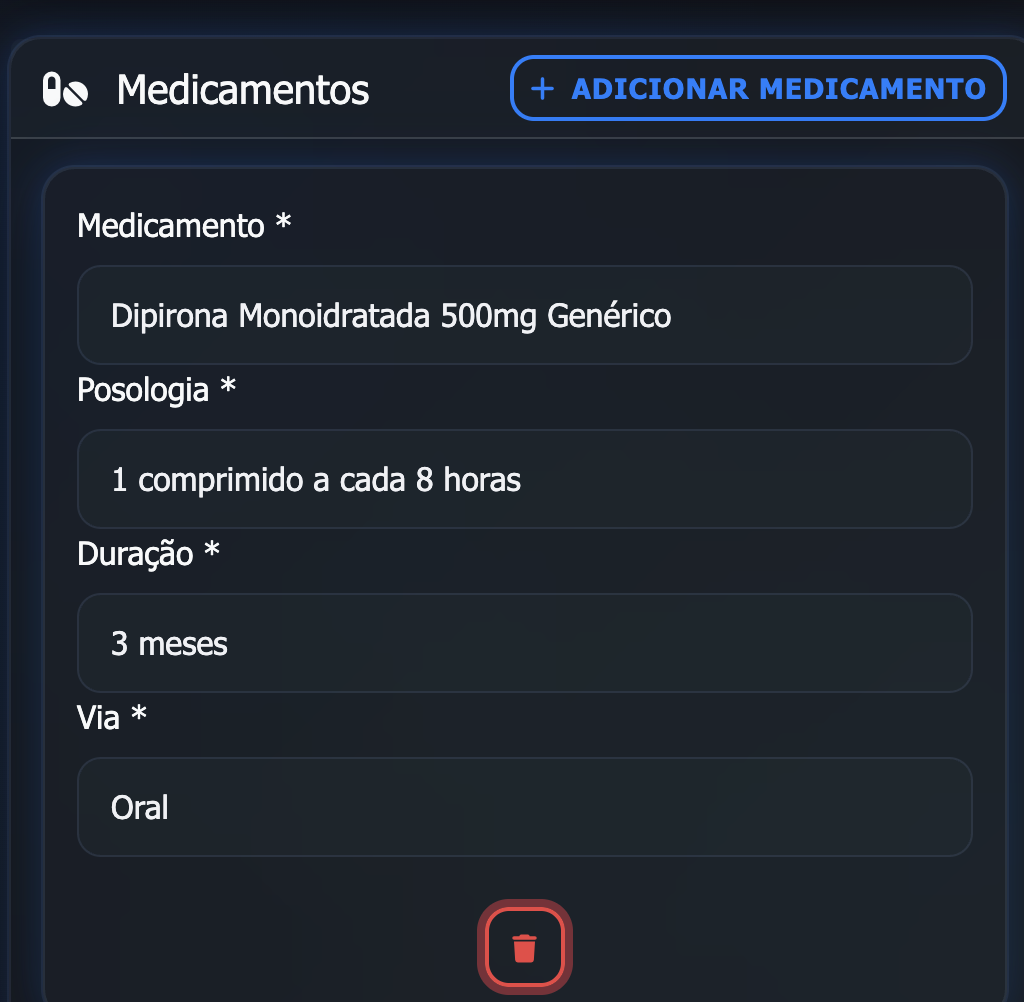 Medicamentos
+ ADICIONAR MEDICAMENTO
Medicamento *
Dipirona Monoidratada 500mg Genérico
Posologia *
1 comprimido a cada 8 horas
Duração *
3 meses
Via *
Oral